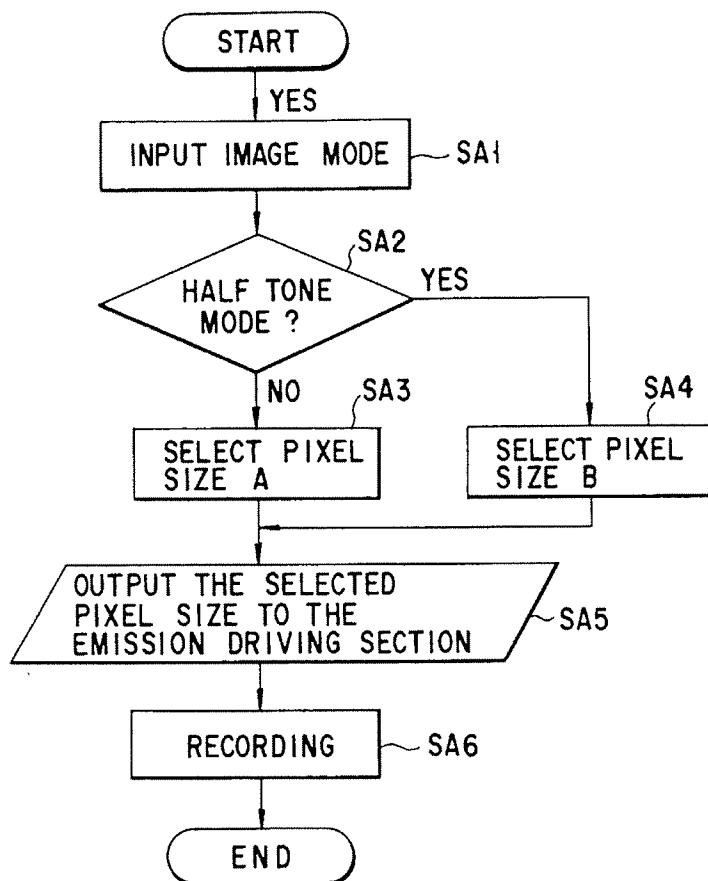 START
YES
INPUT IMAGE MODE
SA1
SA2
HALF TONE
MODE ?
YES
NO
SA3
SA4
SELECT PIXEL
SIZE A
SELECT PIXEL
SIZE B
OUTPUT THE SELECTED
PIXEL SIZE TO THE
EMISSION DRIVING SECTION
SA5
RECORDING
SA6
END